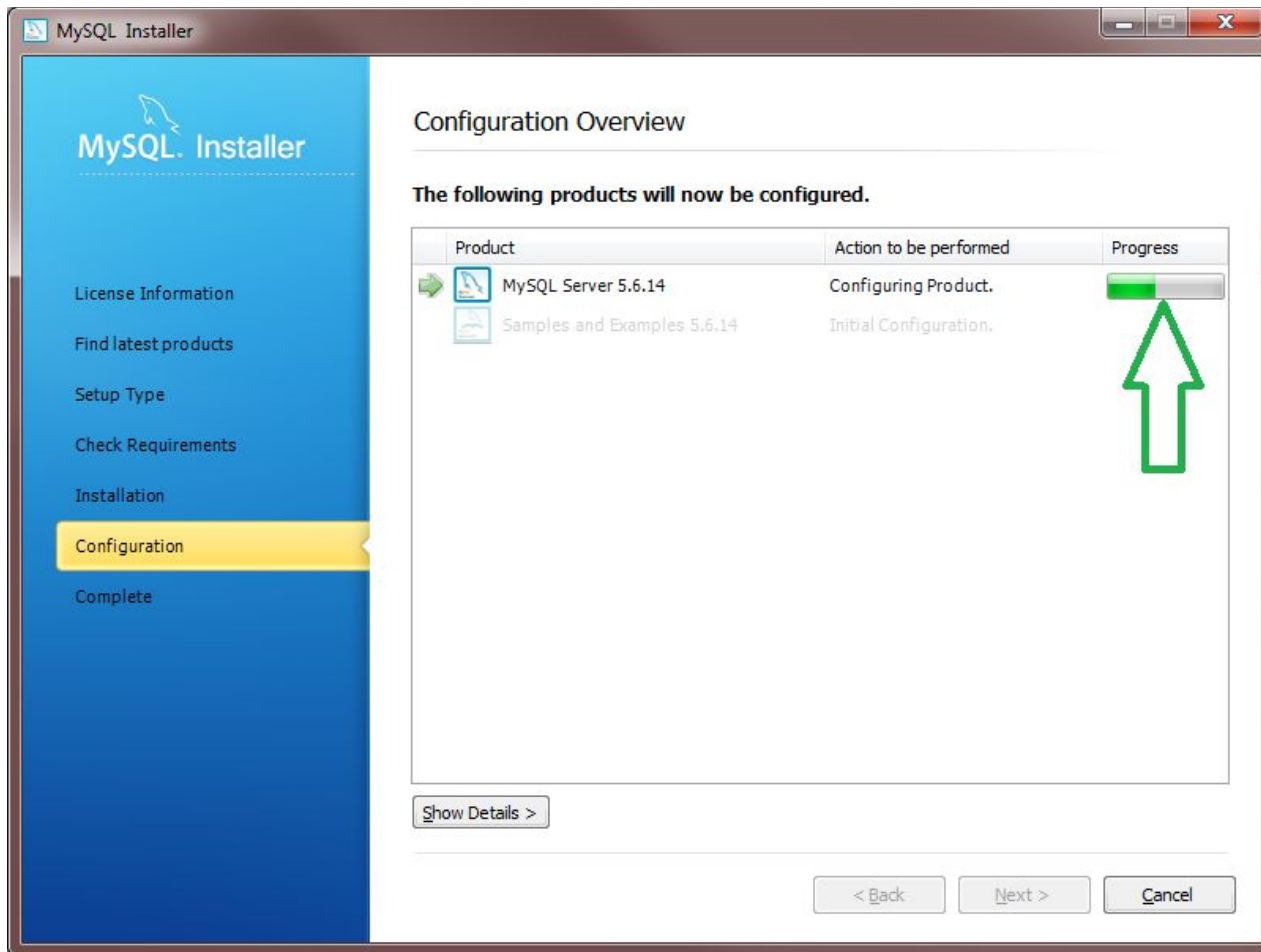 MySQL Installer
MySQL. Installer
License Information
Find latest products
Setup Type
Check Requirements
Installation
Configuration
Complete
Configuration Overview
The following products will now be configured.
Product Action to be performed Progress
MySQL Server 5.6.14 Configuring Product.
Samples and Examples 5.6.14 Initial Configuration.
Show Details >
< Back Next > Cancel